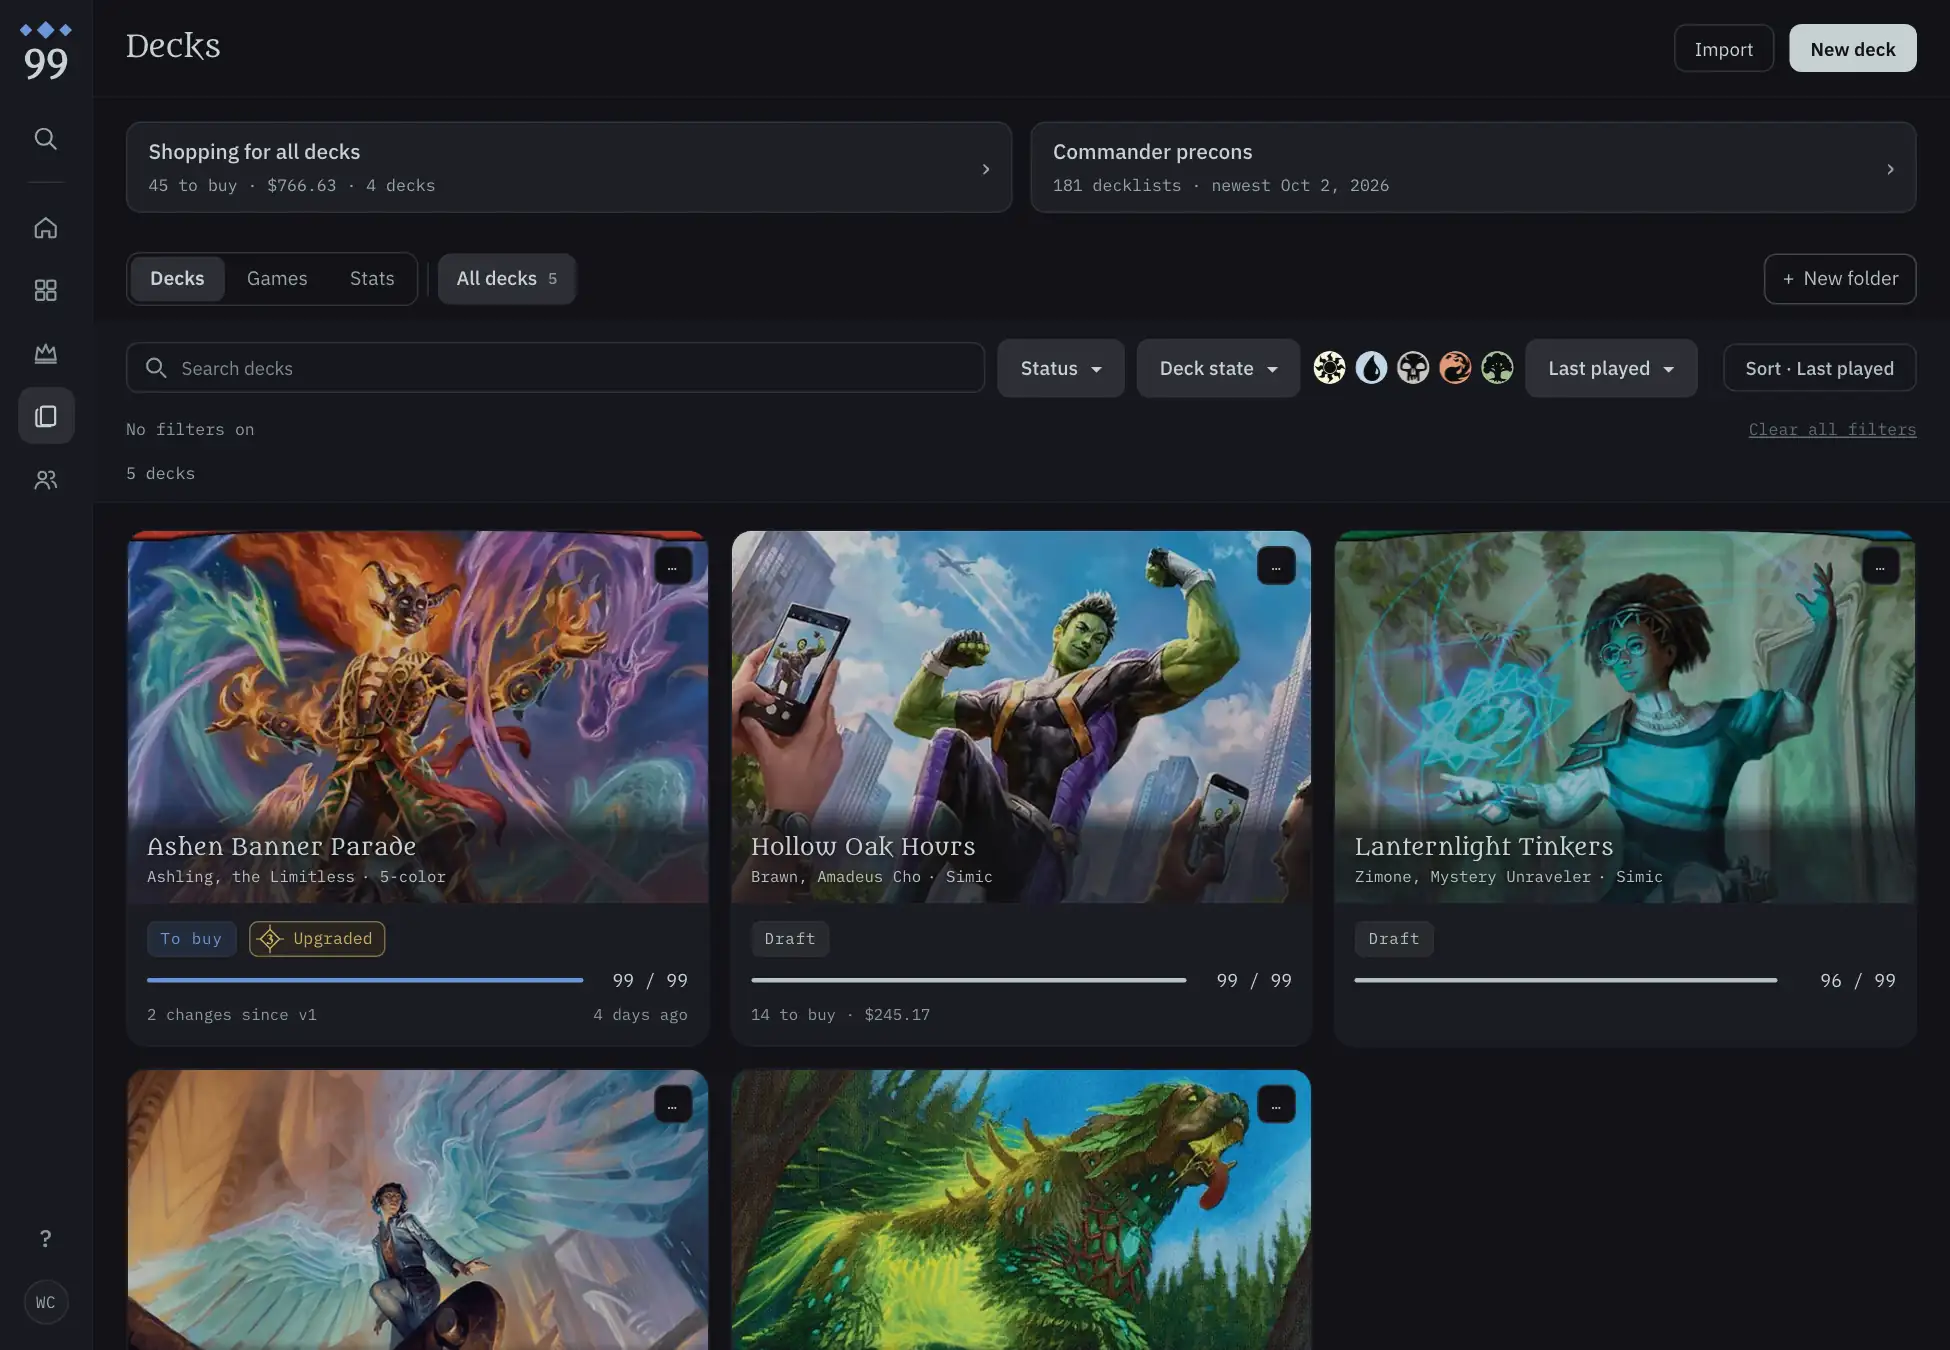 99
Decks
Import
New deck
Shopping for all decks
45 to buy · $766.63 · 4 decks
Commander precons
181 decklists · newest Oct 2, 2026
Decks
Games
Stats
All decks 5
+ New folder
Search decks
Status
Deck state
Last played
Sort · Last played
No filters on
Clear all filters
5 decks
...
...
...
Ashen Banner Parade
Ashling, the Limitless · 5-color
Hollow Oak Hours
Brawn, Amadeus Cho · Simic
Lanternlight Tinkers
Zimone, Mystery Unraveler · Simic
To buy
3 Upgraded
Draft
Draft
99 / 99
99 / 99
96 / 99
2 changes since v1
4 days ago
14 to buy · $245.17
...
...
?
WC